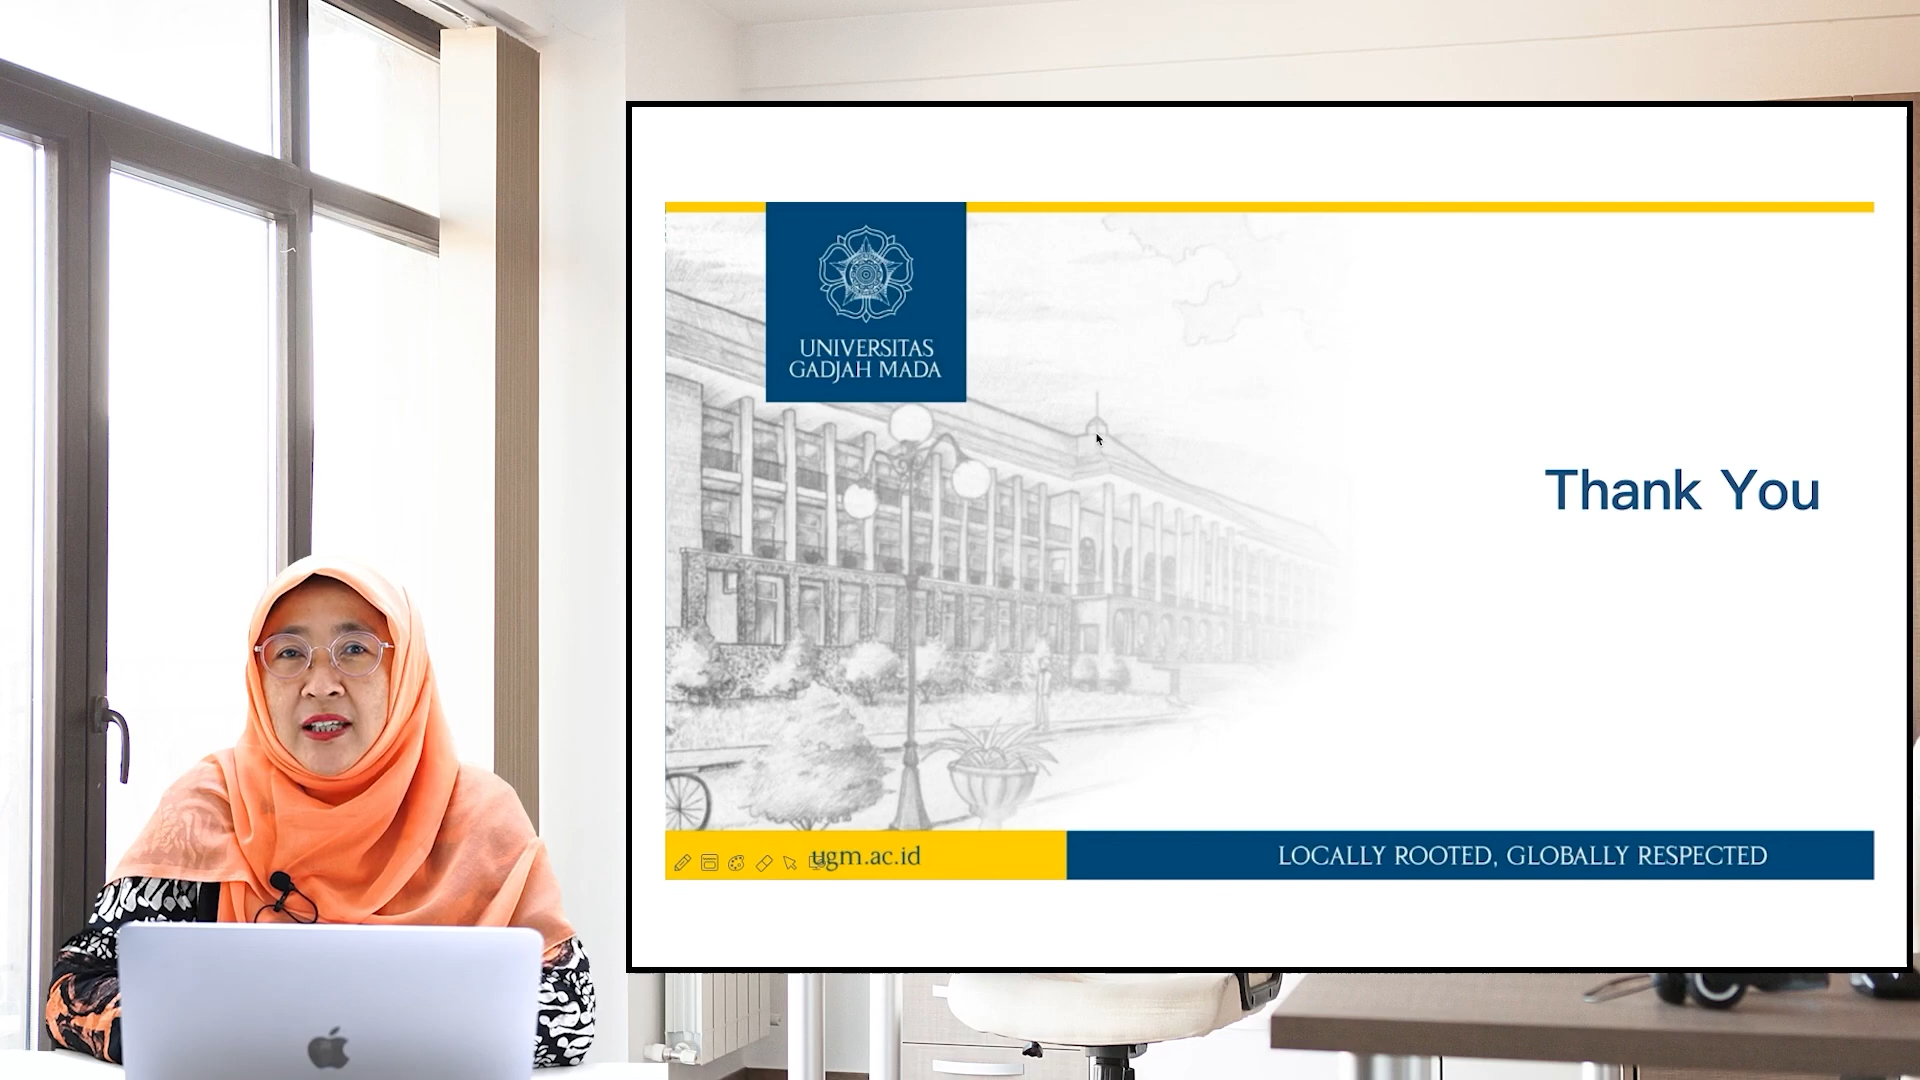 UNIVERSITAS
GADJAH MADA
Thank You
ugm.ac.id
LOCALLY ROOTED, GLOBALLY RESPECTED